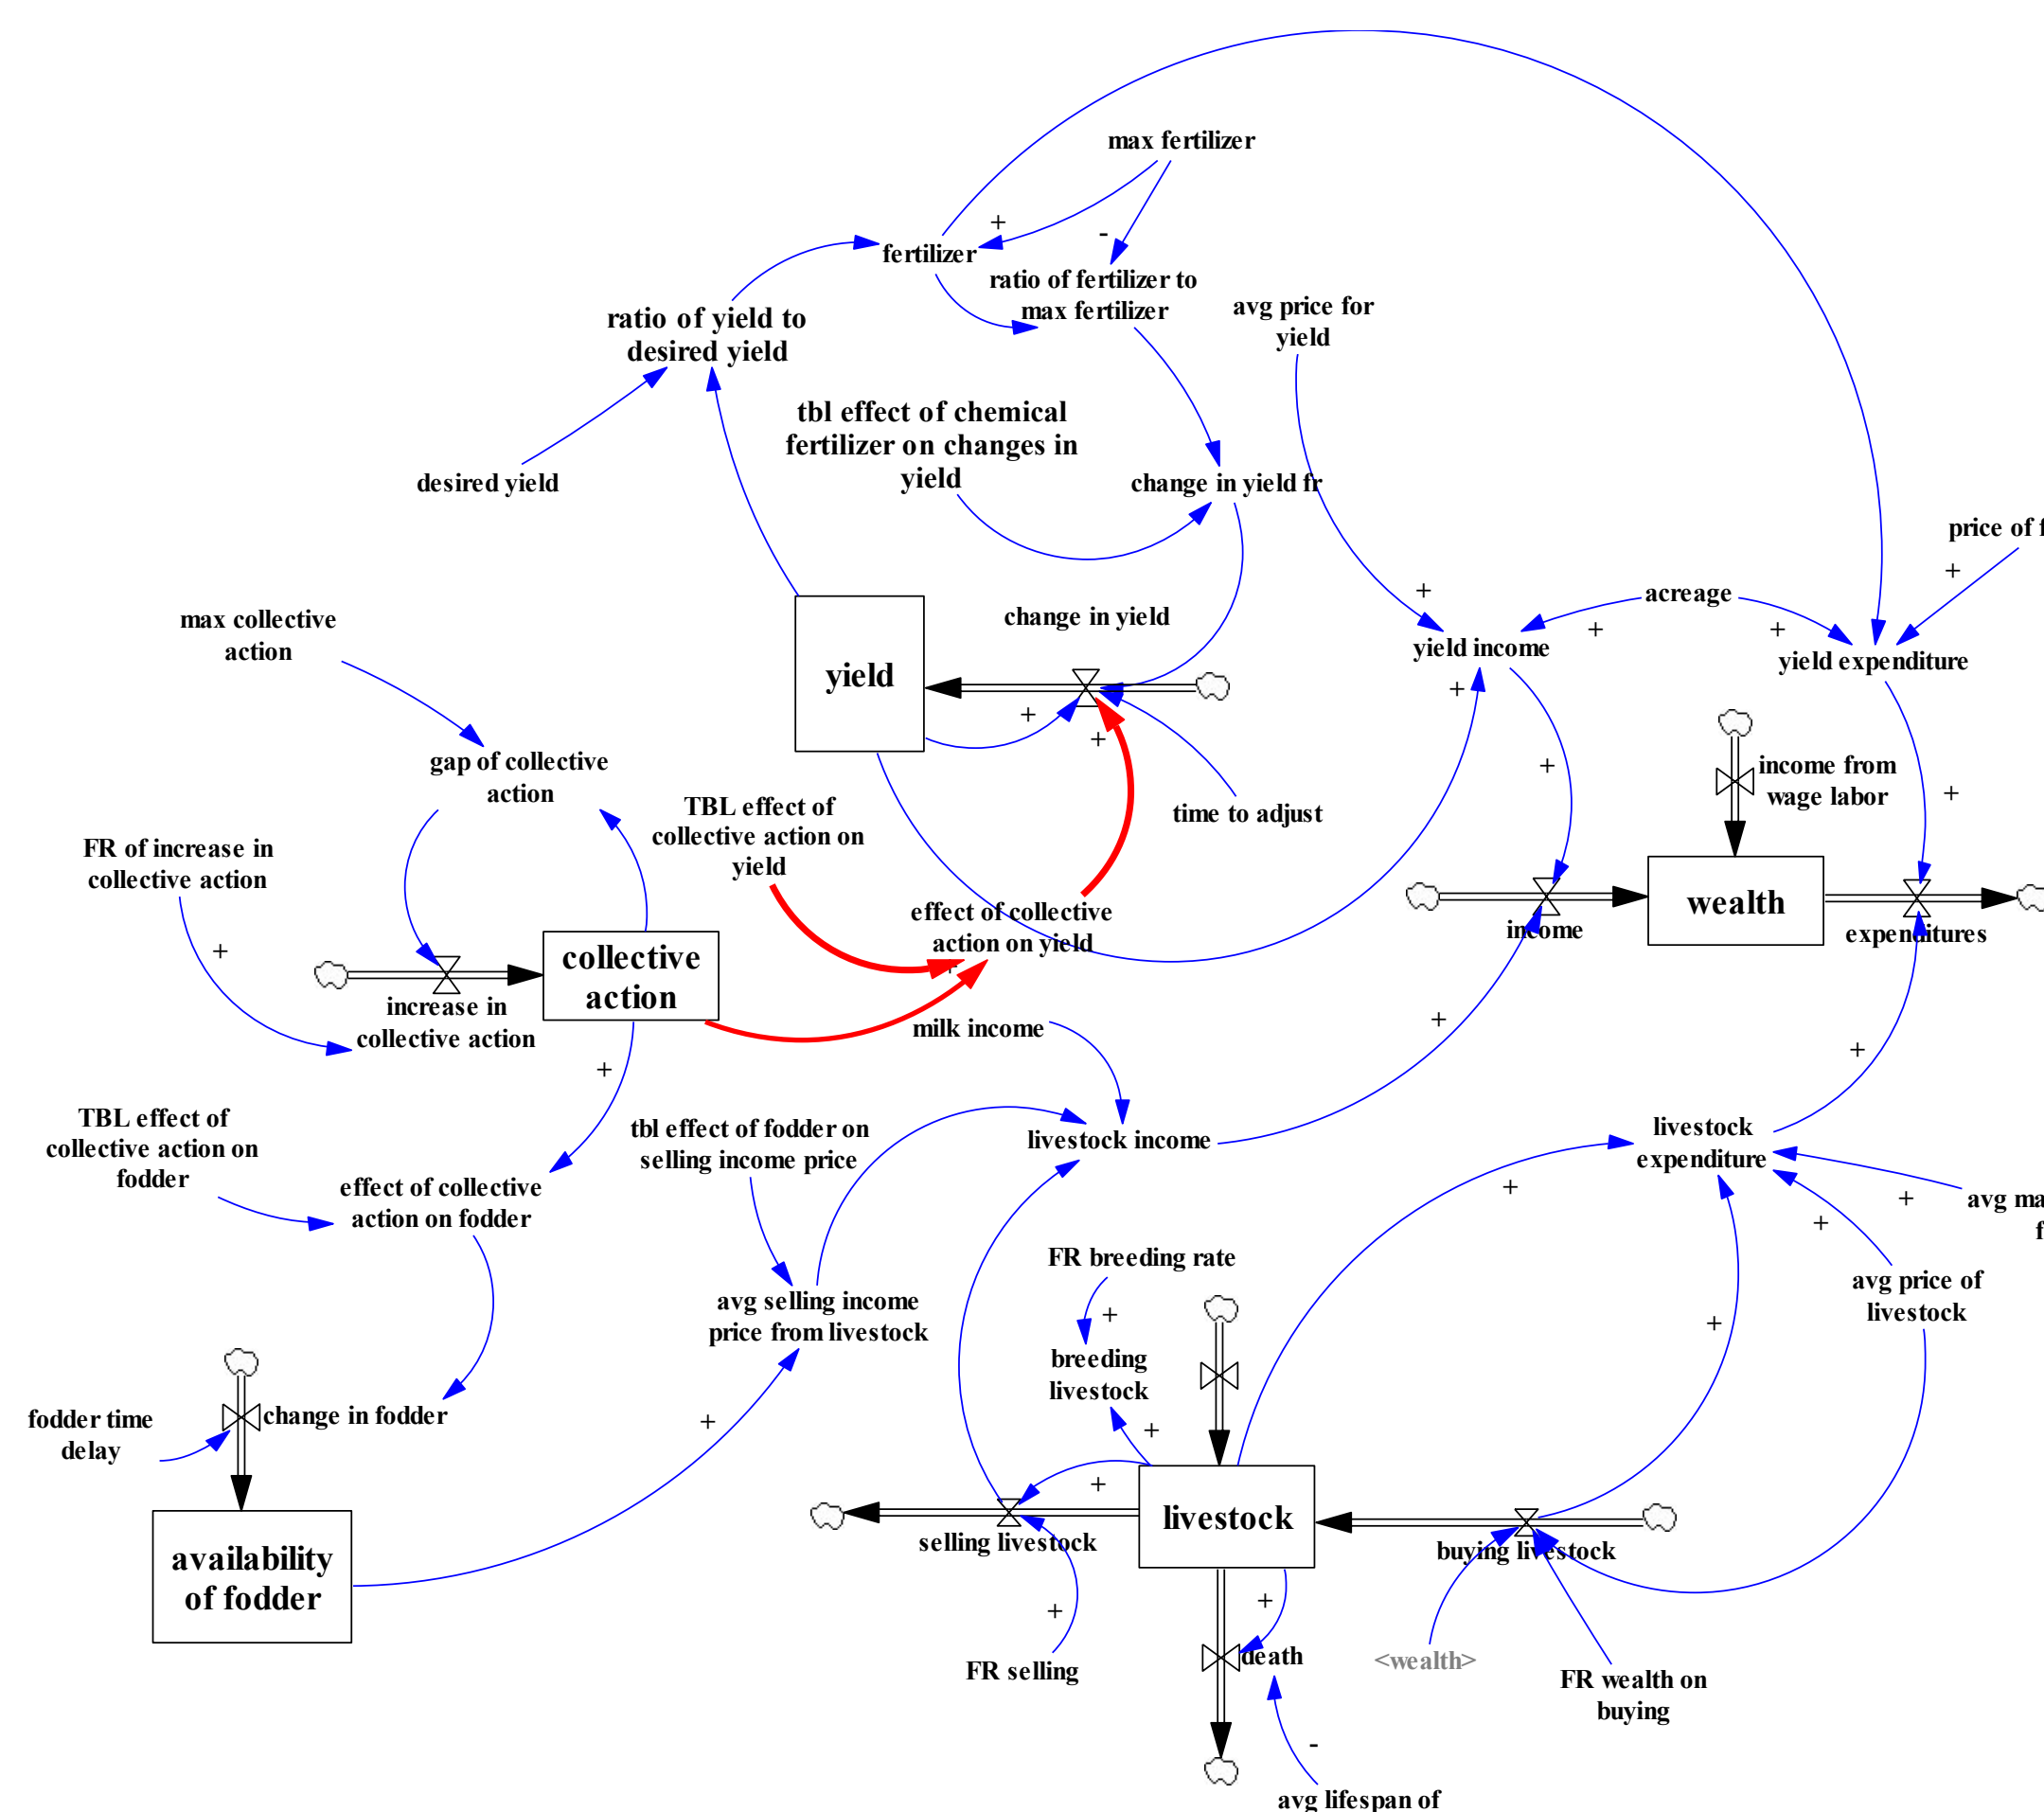 max fertilizer
+
-
fertilizer
ratio of fertilizer to
max fertilizer
avg price for
yield
ratio of yield to
desired yield
tbl effect of chemical
fertilizer on changes in
yield
desired yield
change in yield fr
price of f
+
max collective
action
change in yield
+
acreage
+
+
yield income
yield expenditure
yield
+
+
+
gap of collective
action
+
income from
wage labor
+
TBL effect of
collective action on
yield
time to adjust
FR of increase in
collective action
effect of collective
action on yield
wealth
income
expenditures
+
collective
action
+
increase in
collective action
milk income
+
+
+
TBL effect of
collective action on
fodder
tbl effect of fodder on
selling income price
livestock income
livestock
expenditure
effect of collective
action on fodder
+
+
avg ma
f
+
FR breeding rate
avg price of
livestock
avg selling income
price from livestock
+
+
breeding
livestock
fodder time
delay
change in fodder
+
+
+
livestock
selling livestock
buying livestock
availability
of fodder
+
+
FR selling
death
<wealth>
FR wealth on
buying
-
avg lifespan of